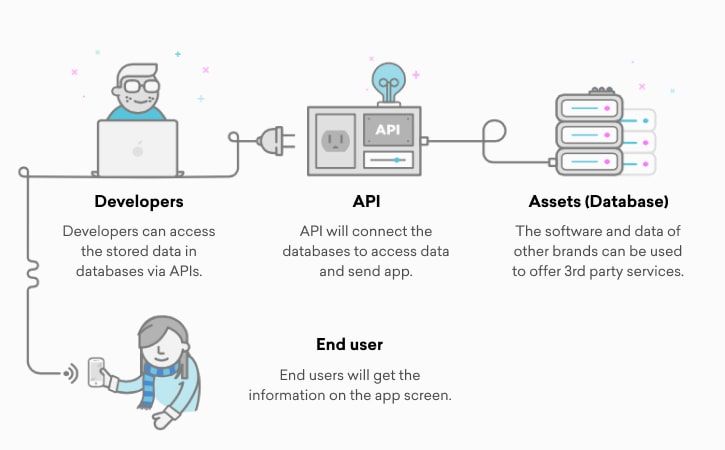 API
Developers
Developers can access
the stored data in
databases via APIs.
API
API will connect the
databases to access data
and send app.
Assets (Database)
The software and data of
other brands can be used
to offer 3rd party services.
End user
End users will get the
information on the app screen.